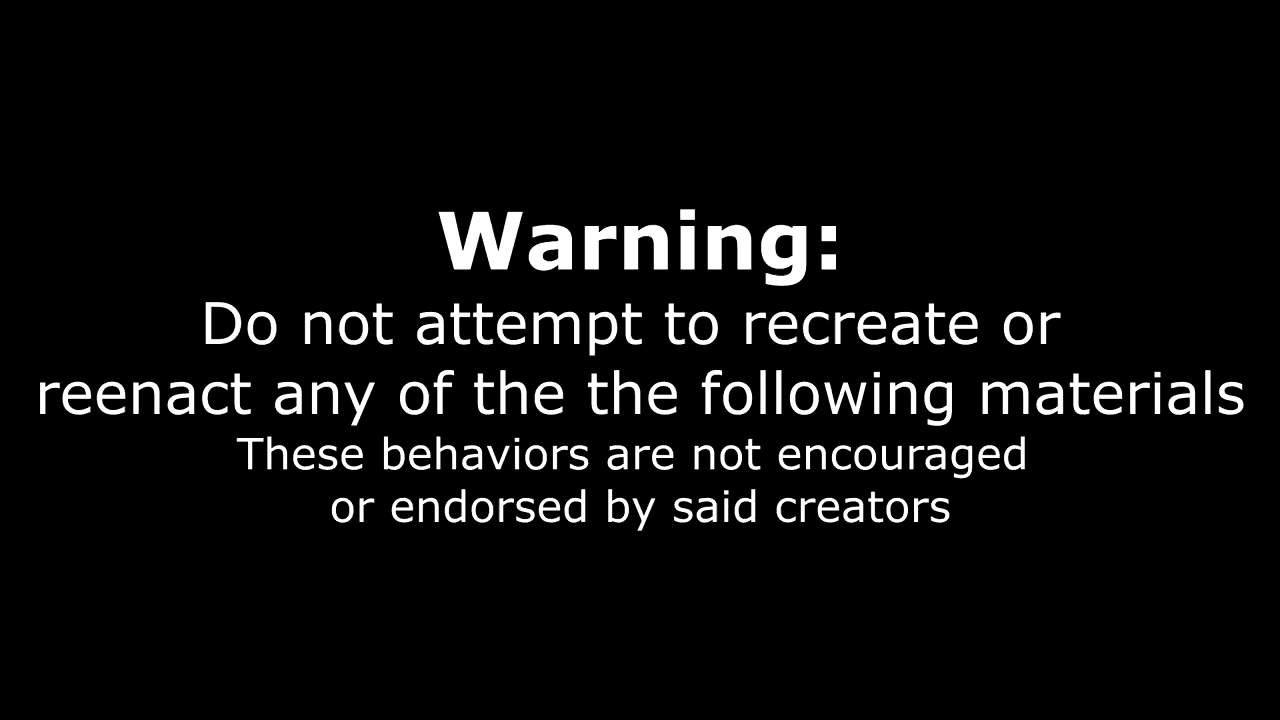 Warning:
Do not attempt to recreate or
reenact any of the the following materials
These behaviors are not encouraged
or endorsed by said creators